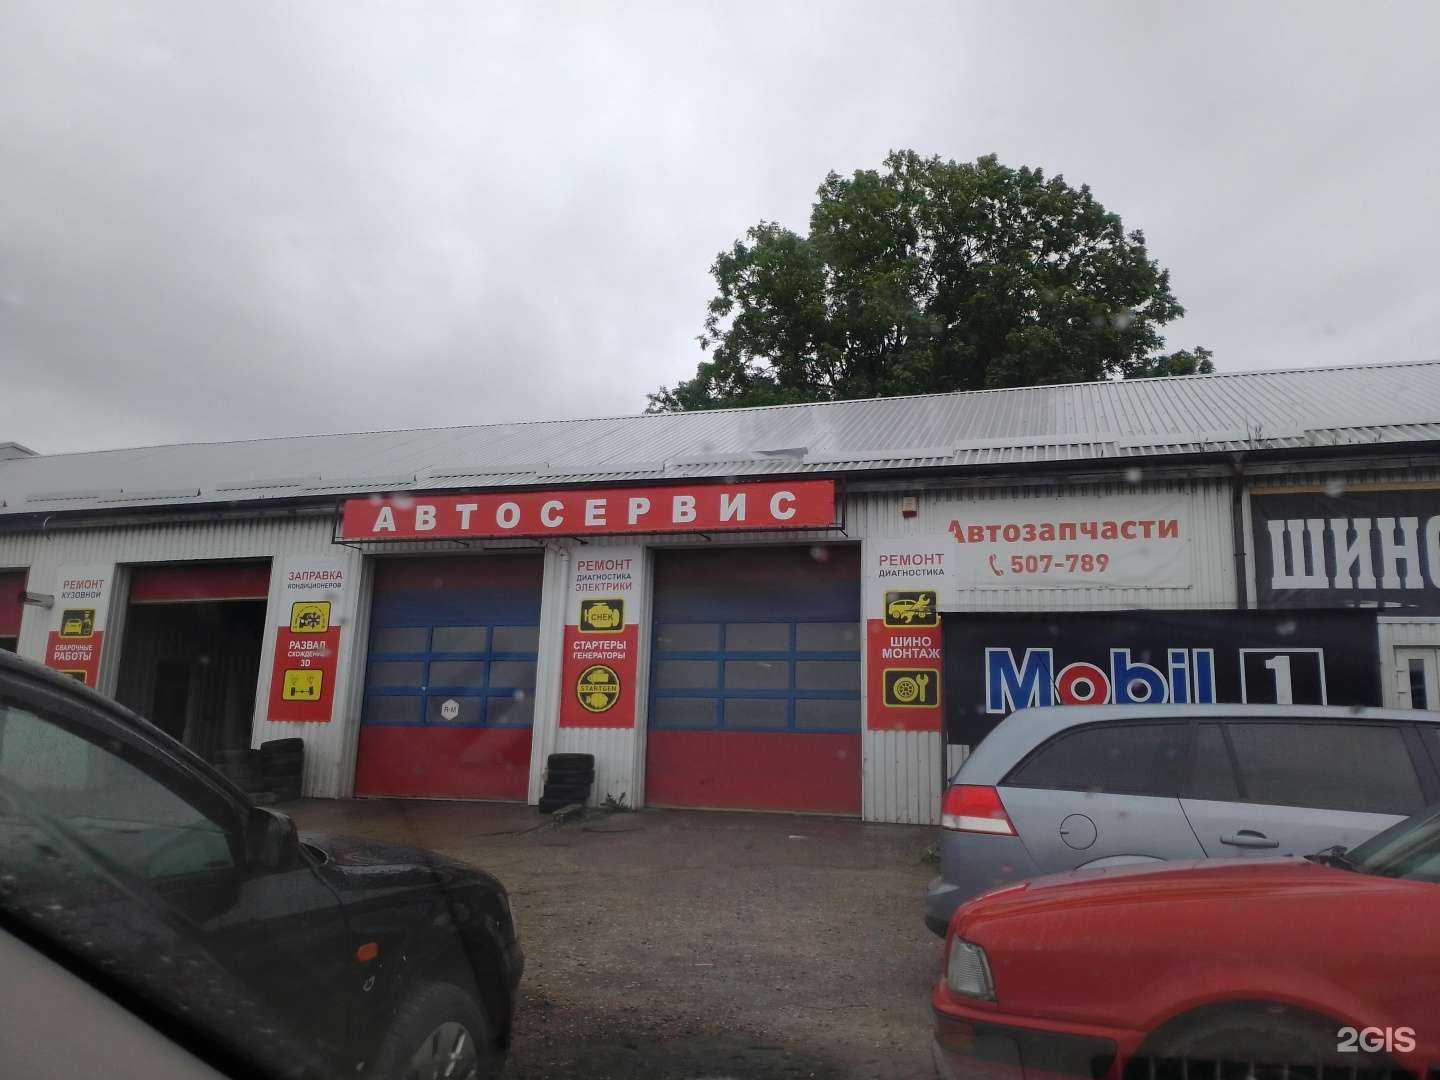 АВТОСЕРВИС
РЕМОНТ
КУЗОВНОЙ
СВАРОЧНЫЕ
РАБОТЫ
ЗАПРАВКА
КОНДИЦИОНЕРОВ
РАЗВАЛ
СХОЖДЕНИЕ
3D
R-M
РЕМОНТ
ДИАГНОСТИКА
ЭЛЕКТРИКИ
CHEK
СТАРТЕРЫ
ГЕНЕРАТОРЫ
STARTGEN
РЕМОНТ
ДИАГНОСТИКА
ШИНО
МОНТАЖ
Автозапчасти
507-789
Mobil 1
ШИНО
2GIS